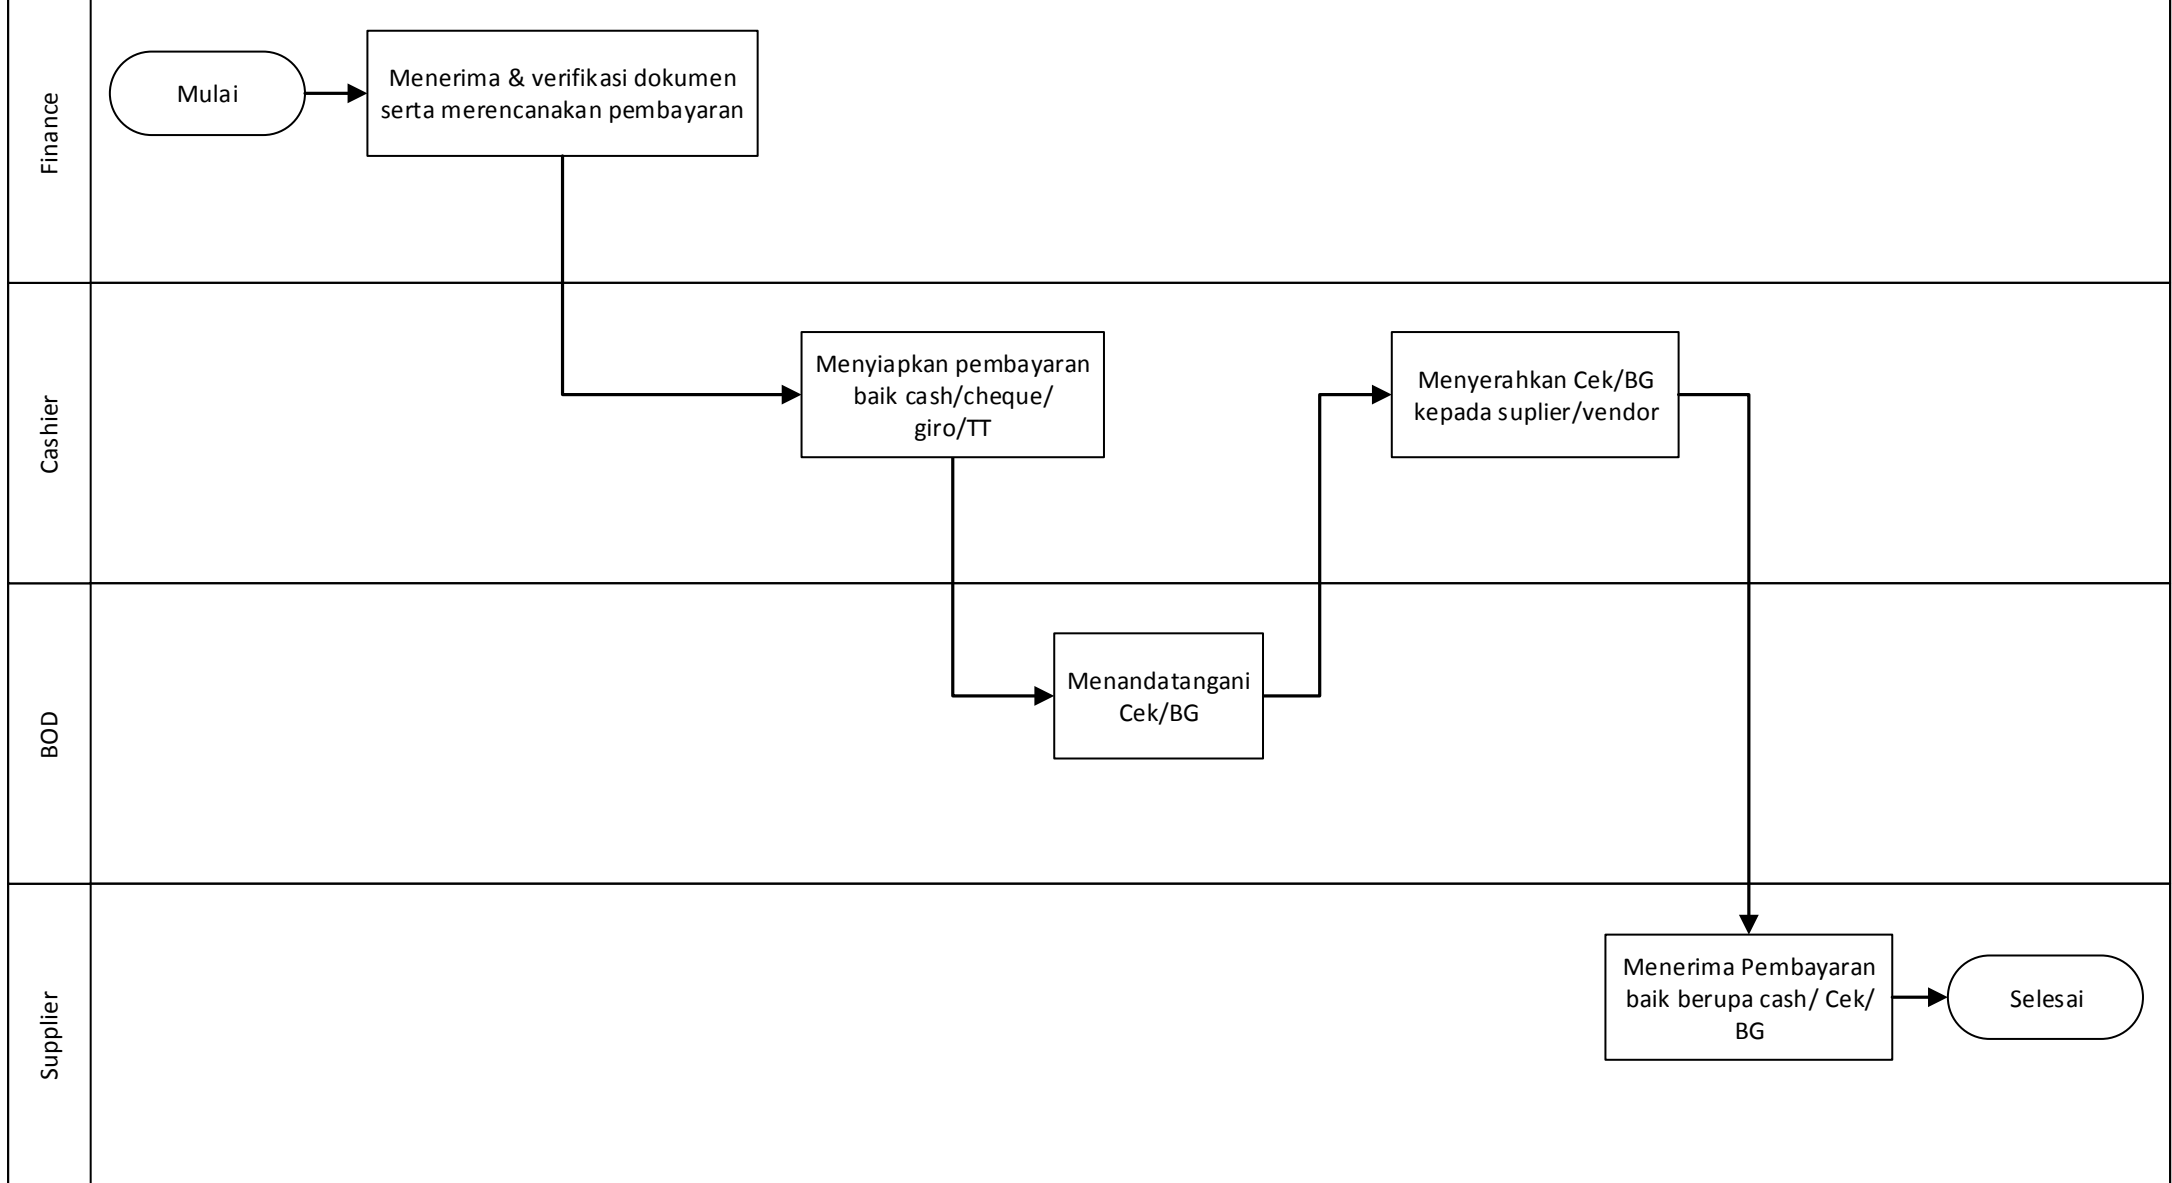 Finance
Mulai
Menerima & verifikasi dokumen
serta merencanakan pembayaran
Cashier
Menyiapkan pembayaran
baik cash/cheque/
giro/TT
Menyerahkan Cek/BG
kepada suplier/vendor
BOD
Menandatangani
Cek/BG
Supplier
Menerima Pembayaran
baik berupa cash/ Cek/
BG
Selesai